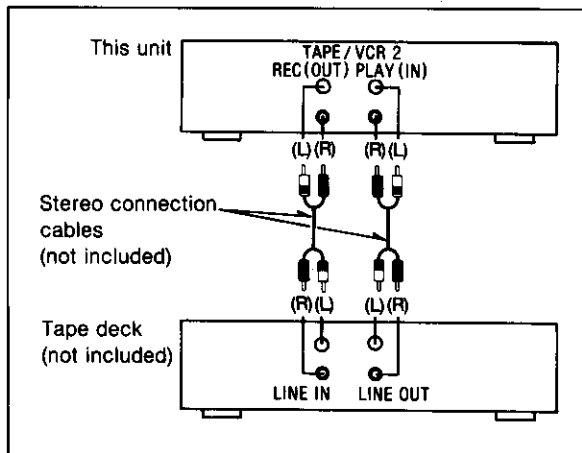 This unit
TAPE/VCR 2
REC(OUT) PLAY(IN)
(L) (R) (R) (L)
Stereo connection
cables
(not included)
(R) (L) (L) (R)
Tape deck
(not included)
LINE IN LINE OUT